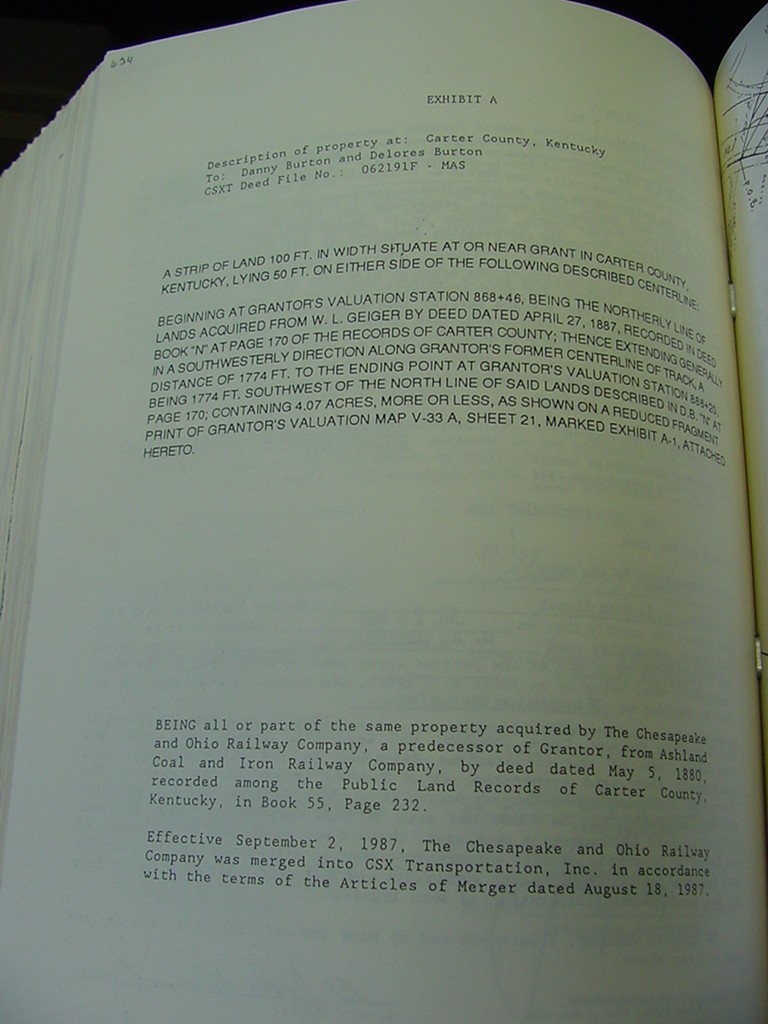 634
EXHIBIT A
Description of property at: Carter County, Kentucky
To: Danny Burton and Delores Burton
CSXT Deed File No.: 062191F - MAS
A STRIP OF LAND 100 FT. IN WIDTH SITUATE AT OR NEAR GRANT IN CARTER COUNTY,
KENTUCKY, LYING 50 FT. ON EITHER SIDE OF THE FOLLOWING DESCRIBED CENTERLINE:
BEGINNING AT GRANTOR'S VALUATION STATION 868+46, BEING THE NORTHERLY LINE OF
LANDS ACQUIRED FROM W. L. GEIGER BY DEED DATED APRIL 27, 1887, RECORDED IN DEED
BOOK "N" AT PAGE 170 OF THE RECORDS OF CARTER COUNTY; THENCE EXTENDING GENERALLY
IN A SOUTHWESTERLY DIRECTION ALONG GRANTOR'S FORMER CENTERLINE OF TRACK, A
DISTANCE OF 1774 FT. TO THE ENDING POINT AT GRANTOR'S VALUATION STATION 886+20,
BEING 1774 FT. SOUTHWEST OF THE NORTH LINE OF SAID LANDS DESCRIBED IN D.B. "N" AT
PAGE 170; CONTAINING 4.07 ACRES, MORE OR LESS, AS SHOWN ON A REDUCED FRAGMENT
PRINT OF GRANTOR'S VALUATION MAP V-33 A, SHEET 21, MARKED EXHIBIT A-1, ATTACHED
HERETO.
BEING all or part of the same property acquired by The Chesapeake
and Ohio Railway Company, a predecessor of Grantor, from Ashland
Coal and Iron Railway Company, by deed dated May 5, 1880,
recorded among the Public Land Records of Carter County,
Kentucky, in Book 55, Page 232.
Effective September 2, 1987, The Chesapeake and Ohio Railway
Company was merged into CSX Transportation, Inc. in accordance
with the terms of the Articles of Merger dated August 18, 1987.
P.O.B.